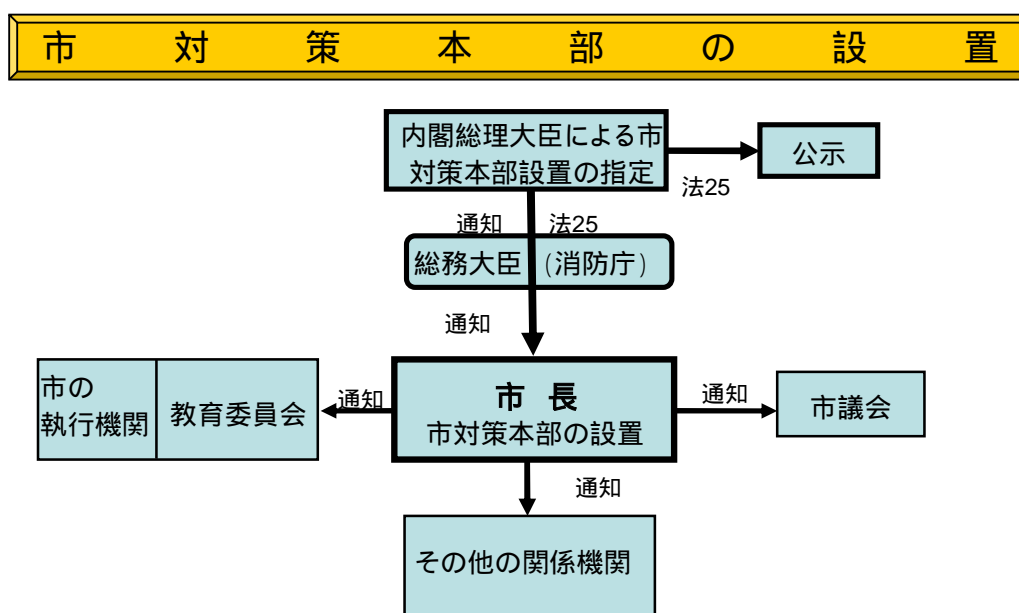 市対策本部の設置
内閣総理大臣による市
対策本部設置の指定
公示
法25
通知
法25
総務大臣（消防庁）
通知
市の
執行機関
教育委員会
通知
市長
市対策本部の設置
通知
市議会
通知
その他の関係機関